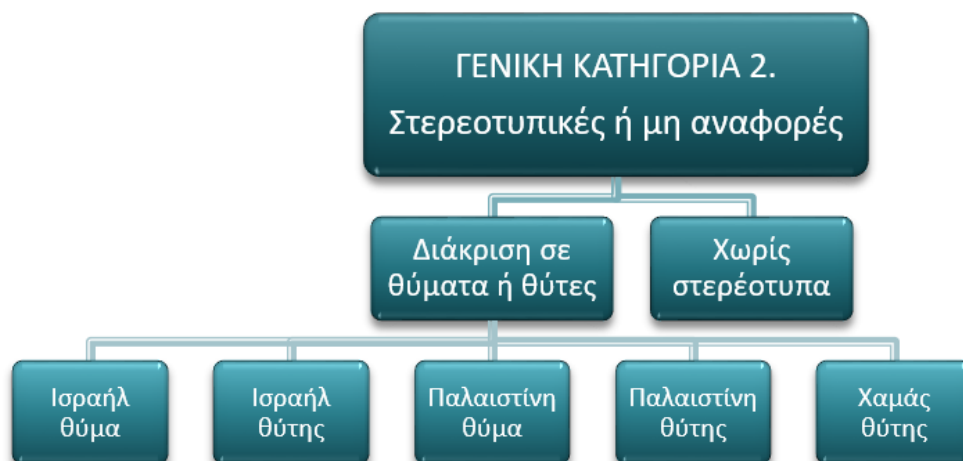 ΓΕΝΙΚΗ ΚΑΤΗΓΟΡΙΑ 2.
Στερεοτυπικές ή μη αναφορές
Διάκριση σε
θύματα ή θύτες
Χωρίς
στερέοτυπα
Ισραήλ
θύμα
Ισραήλ
θύτης
Παλαιστίνη
θύμα
Παλαιστίνη
θύτης
Χαμάς
θύτης